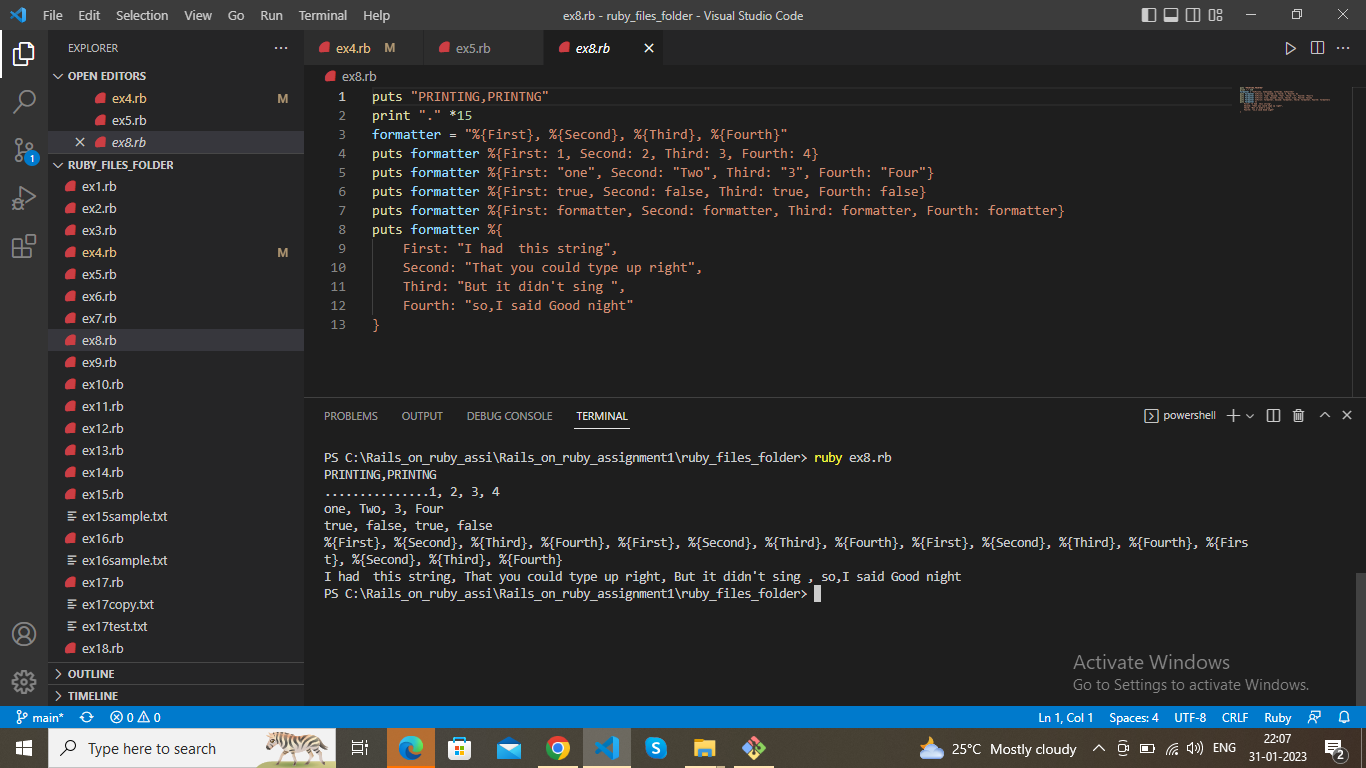 File Edit Selection View Go Run Terminal Help
ex8.rb - ruby_files_folder - Visual Studio Code
EXPLORER
OPEN EDITORS
ex4.rb M
ex5.rb
ex8.rb
RUBY_FILES_FOLDER
ex1.rb
ex2.rb
ex3.rb
ex4.rb M
ex5.rb
ex6.rb
ex7.rb
ex8.rb
ex9.rb
ex10.rb
ex11.rb
ex12.rb
ex13.rb
ex14.rb
ex15.rb
ex15sample.txt
ex16.rb
ex16sample.txt
ex17.rb
ex17copy.txt
ex17test.txt
ex18.rb
OUTLINE
TIMELINE
1
ex4.rb M ex5.rb ex8.rb
ex8.rb
1 puts "PRINTING,PRINTNG"
2 print "." *15
3 formatter = "%{First}, %{Second}, %{Third}, %{Fourth}"
4 puts formatter %{First: 1, Second: 2, Third: 3, Fourth: 4}
5 puts formatter %{First: "one", Second: "Two", Third: "3", Fourth: "Four"}
6 puts formatter %{First: true, Second: false, Third: true, Fourth: false}
7 puts formatter %{First: formatter, Second: formatter, Third: formatter, Fourth: formatter}
8 puts formatter %{
9 First: "I had  this string",
10 Second: "That you could type up right",
11 Third: "But it didn't sing ",
12 Fourth: "so,I said Good night"
13 }
PROBLEMS OUTPUT DEBUG CONSOLE TERMINAL
powershell
PS C:\Rails_on_ruby_assi\Rails_on_ruby_assignment1\ruby_files_folder> ruby ex8.rb
PRINTING,PRINTNG
...............1, 2, 3, 4
one, Two, 3, Four
true, false, true, false
%{First}, %{Second}, %{Third}, %{Fourth}, %{First}, %{Second}, %{Third}, %{Fourth}, %{First}, %{Second}, %{Third}, %{Fourth}, %{Firs
t}, %{Second}, %{Third}, %{Fourth}
I had  this string, That you could type up right, But it didn't sing , so,I said Good night
PS C:\Rails_on_ruby_assi\Rails_on_ruby_assignment1\ruby_files_folder>
Activate Windows
Go to Settings to activate Windows.
main* 0 0
Ln 1, Col 1 Spaces: 4 UTF-8 CRLF Ruby
Type here to search
25°C Mostly cloudy
ENG
22:07
31-01-2023
2